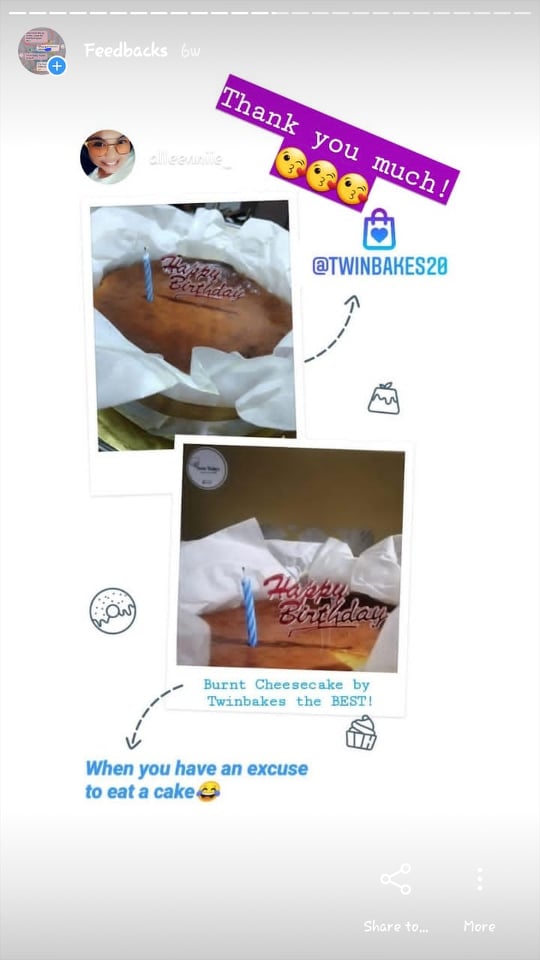 Feedbacks 6w
Thank you much!
alleenniie_
@TWINBAKES20
Happy
Birthday
Happy
Birthday
Burnt Cheesecake by
Twinbakes the BEST!
When you have an excuse
to eat a cake😂
Share to...
More